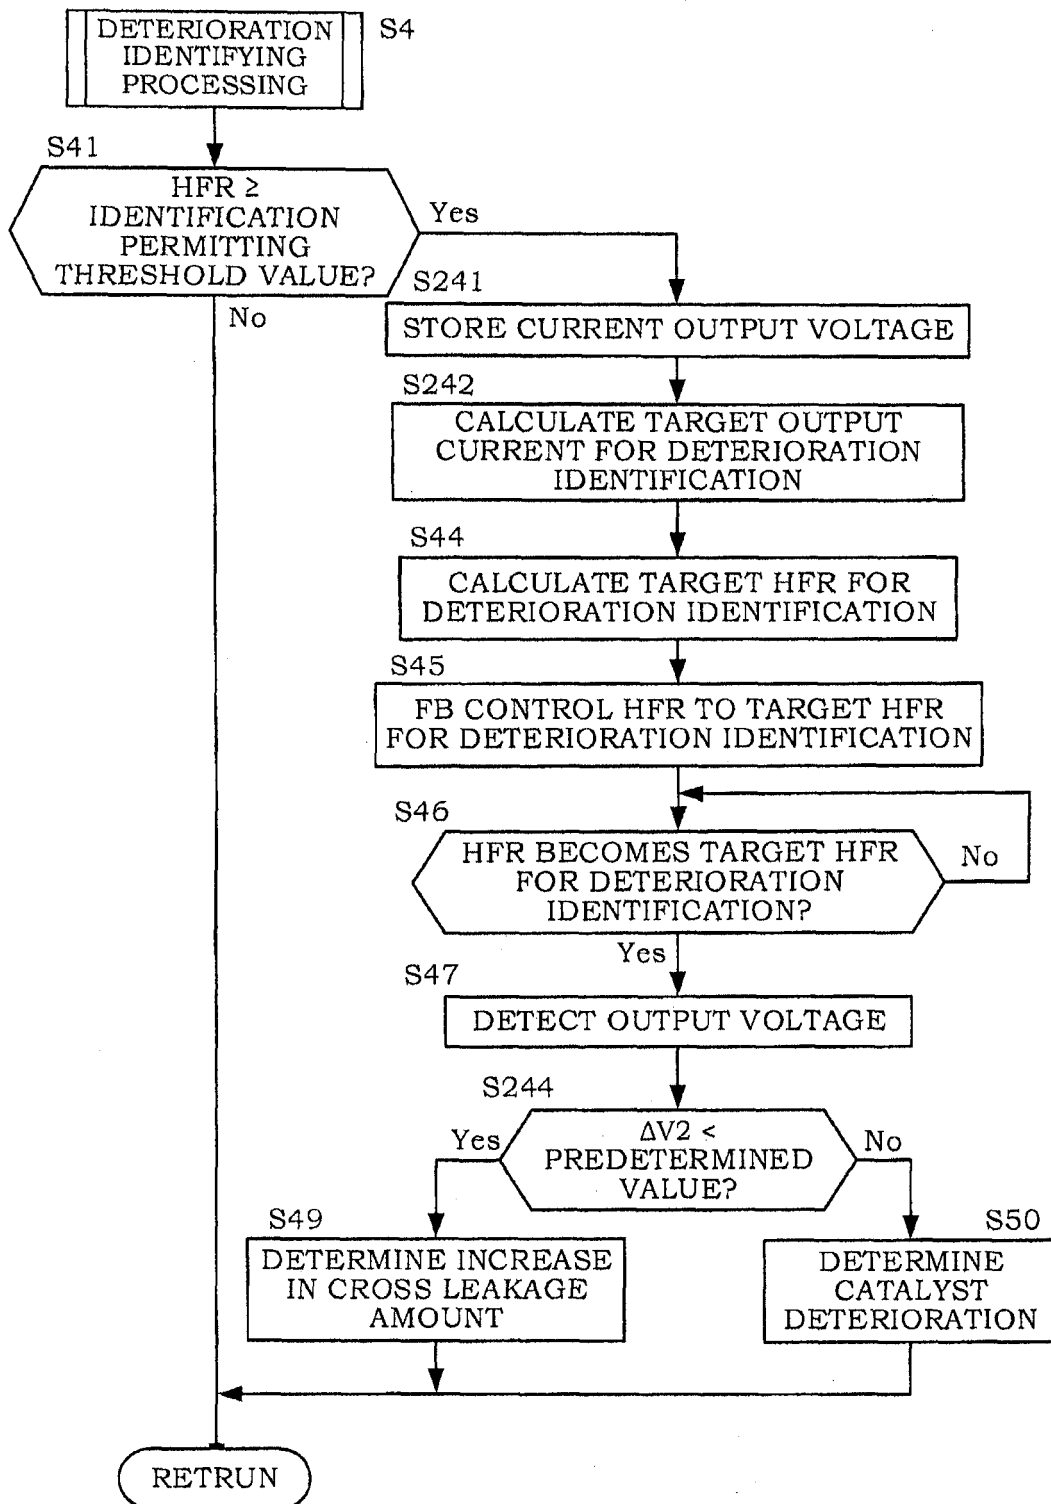 DETERIORATION
IDENTIFYING
PROCESSING
S4
S41
HFR ≥
IDENTIFICATION
PERMITTING
THRESHOLD VALUE?
Yes
No
S241
STORE CURRENT OUTPUT VOLTAGE
S242
CALCULATE TARGET OUTPUT
CURRENT FOR DETERIORATION
IDENTIFICATION
S44
CALCULATE TARGET HFR FOR
DETERIORATION IDENTIFICATION
S45
FB CONTROL HFR TO TARGET HFR
FOR DETERIORATION IDENTIFICATION
S46
HFR BECOMES TARGET HFR
FOR DETERIORATION
IDENTIFICATION?
No
Yes
S47
DETECT OUTPUT VOLTAGE
S244
ΔV2 <
PREDETERMINED
VALUE?
Yes
No
S49
DETERMINE INCREASE
IN CROSS LEAKAGE
AMOUNT
S50
DETERMINE
CATALYST
DETERIORATION
RETRUN